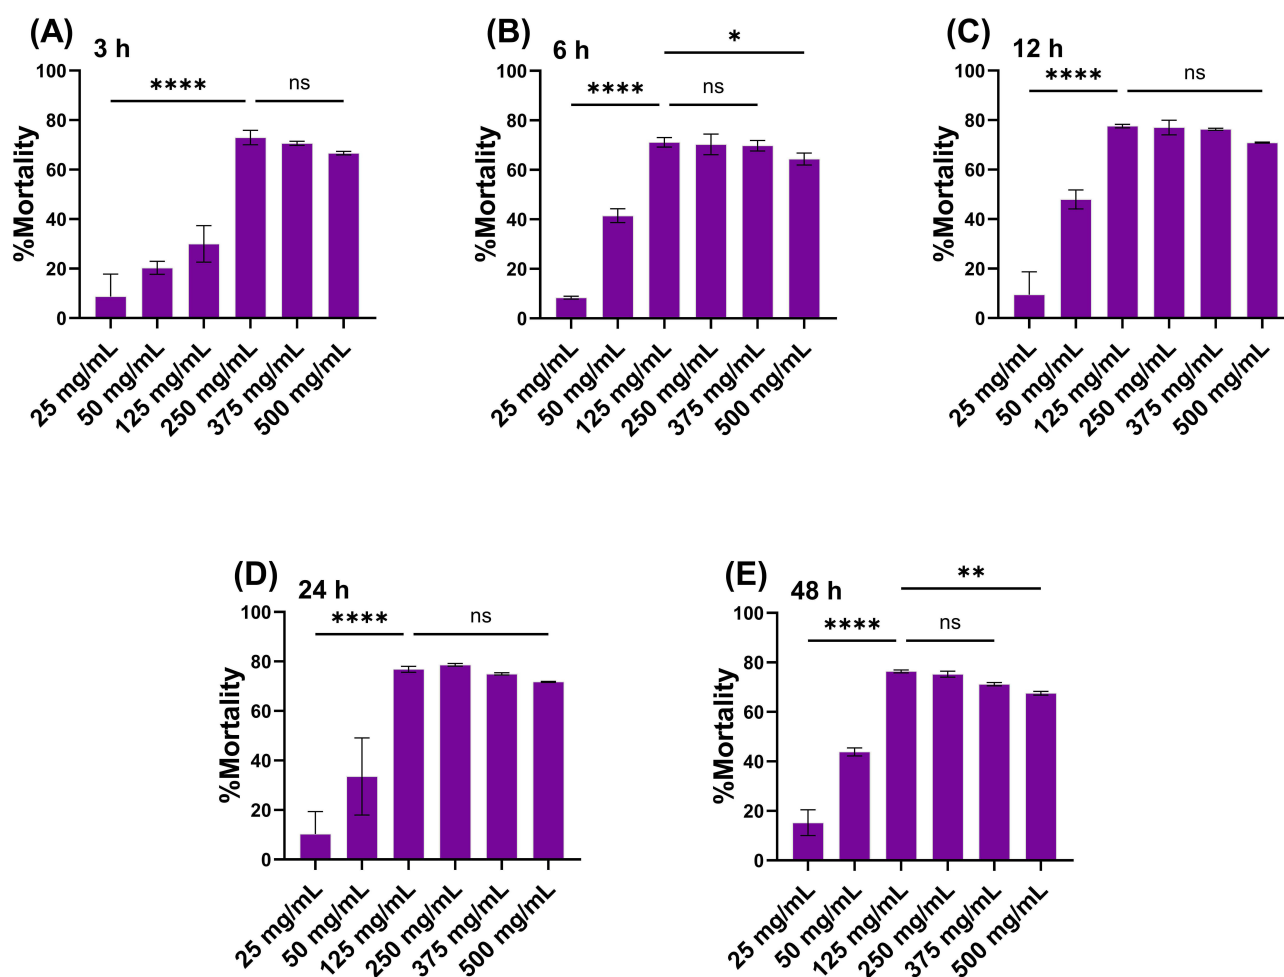 (A) 3 h
%Mortality
100
80
60
40
20
0
**** ns
25 mg/mL
50 mg/mL
125 mg/mL
250 mg/mL
375 mg/mL
500 mg/mL
(B) 6 h
%Mortality
100
80
60
40
20
0
*
**** ns
25 mg/mL
50 mg/mL
125 mg/mL
250 mg/mL
375 mg/mL
500 mg/mL
(C) 12 h
%Mortality
100
80
60
40
20
0
**** ns
25 mg/mL
50 mg/mL
125 mg/mL
250 mg/mL
375 mg/mL
500 mg/mL
(D) 24 h
%Mortality
100
80
60
40
20
0
**** ns
25 mg/mL
50 mg/mL
125 mg/mL
250 mg/mL
375 mg/mL
500 mg/mL
(E) 48 h
%Mortality
100
80
60
40
20
0
**
**** ns
25 mg/mL
50 mg/mL
125 mg/mL
250 mg/mL
375 mg/mL
500 mg/mL